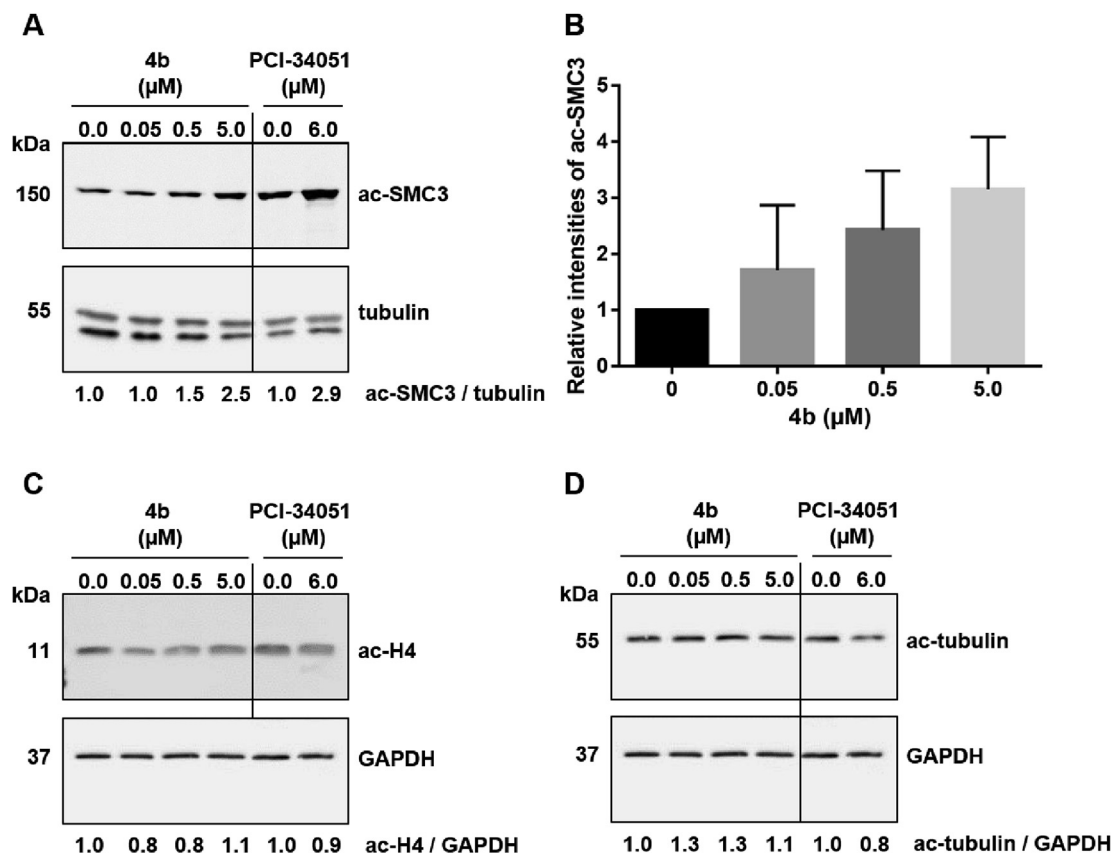 A
4b
(µM)
PCI-34051
(µM)
kDa
0.0 0.05 0.5 5.0 0.0 6.0
150
ac-SMC3
55
tubulin
1.0 1.0 1.5 2.5 1.0 2.9 ac-SMC3 / tubulin
B
Relative intensities of ac-SMC3
5
4
3
2
1
0
0 0.05 0.5 5.0
4b (µM)
C
4b
(µM)
PCI-34051
(µM)
kDa
0.0 0.05 0.5 5.0 0.0 6.0
11
ac-H4
37
GAPDH
1.0 0.8 0.8 1.1 1.0 0.9 ac-H4 / GAPDH
D
4b
(µM)
PCI-34051
(µM)
kDa
0.0 0.05 0.5 5.0 0.0 6.0
55
ac-tubulin
37
GAPDH
1.0 1.3 1.3 1.1 1.0 0.8 ac-tubulin / GAPDH